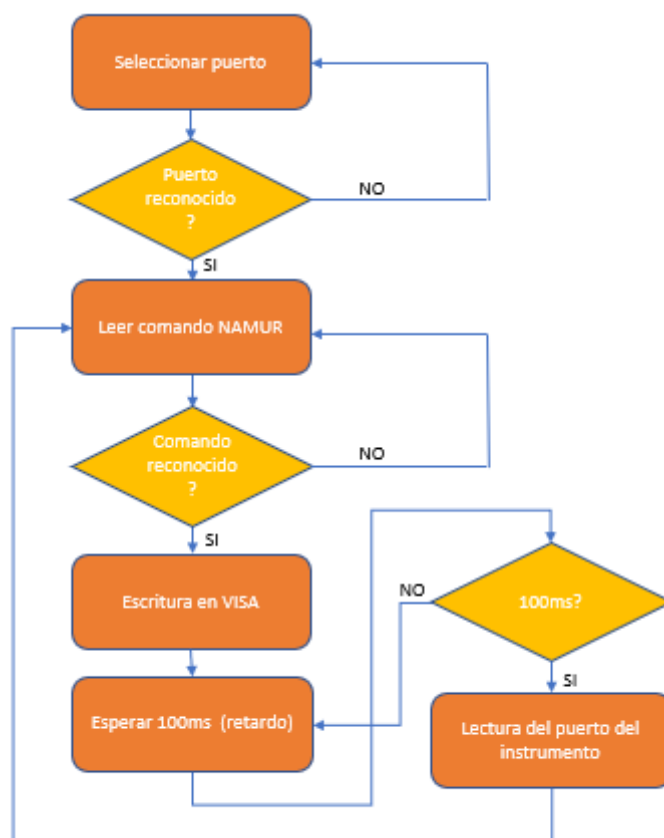 Seleccionar puerto
Puerto
reconocido
?
NO
SI
Leer comando NAMUR
Comando
reconocido
?
NO
SI
Escritura en VISA
Esperar 100ms (retardo)
100ms?
NO
SI
Lectura del puerto del
instrumento